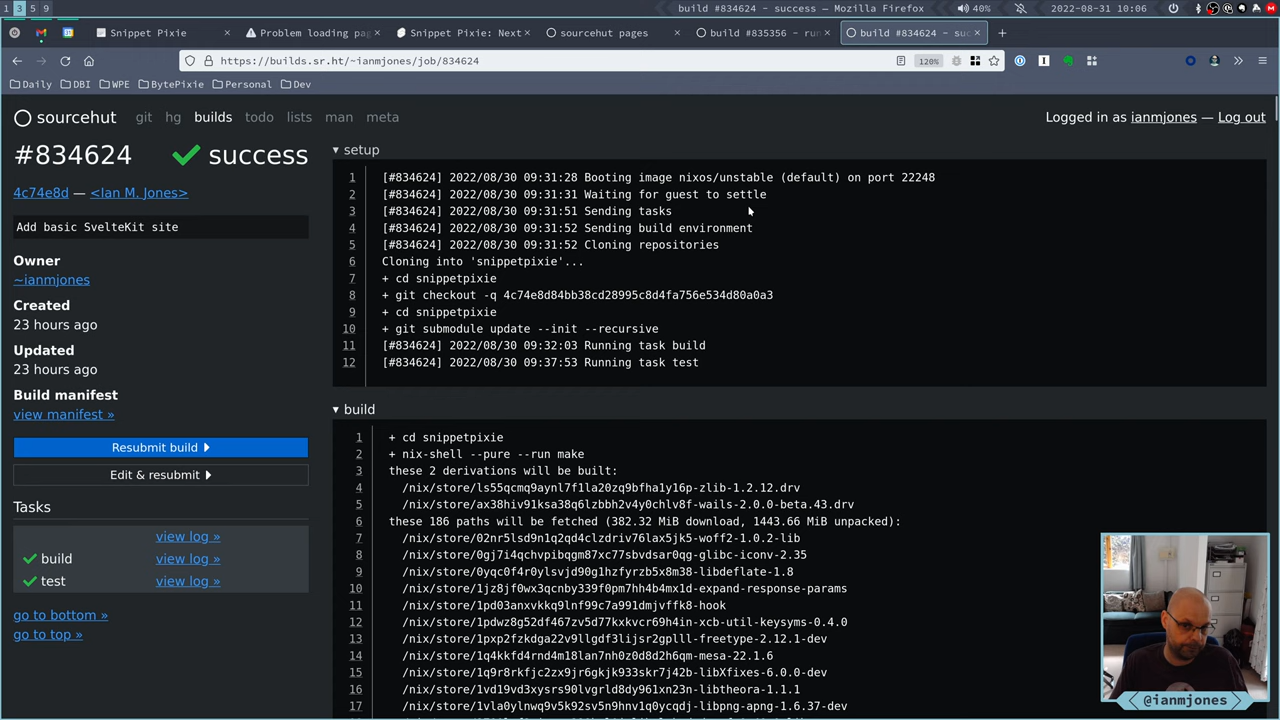 1 3 5 9
build #834624 - success — Mozilla Firefox
40%
2022-08-31 10:06
Snippet Pixie
Problem loading pag
Snippet Pixie: Next
sourcehut pages
build #835356 - run
build #834624 - suc
https://builds.sr.ht/~ianmjones/job/834624
120%
Daily DBI WPE BytePixie Personal Dev
sourcehut git hg builds todo lists man meta
Logged in as ianmjones — Log out
#834624 success
4c74e8d — <Ian M. Jones>
Add basic SvelteKit site
Owner
~ianmjones
Created
23 hours ago
Updated
23 hours ago
Build manifest
view manifest »
Resubmit build
Edit & resubmit
Tasks
view log »
build view log »
test view log »
go to bottom »
go to top »
setup
1 [#834624] 2022/08/30 09:31:28 Booting image nixos/unstable (default) on port 22248
2 [#834624] 2022/08/30 09:31:31 Waiting for guest to settle
3 [#834624] 2022/08/30 09:31:51 Sending tasks
4 [#834624] 2022/08/30 09:31:52 Sending build environment
5 [#834624] 2022/08/30 09:31:52 Cloning repositories
6 Cloning into 'snippetpixie'...
7 + cd snippetpixie
8 + git checkout -q 4c74e8d84bb38cd28995c8d4fa756e534d80a0a3
9 + cd snippetpixie
10 + git submodule update --init --recursive
11 [#834624] 2022/08/30 09:32:03 Running task build
12 [#834624] 2022/08/30 09:37:53 Running task test
build
1 + cd snippetpixie
2 + nix-shell --pure --run make
3 these 2 derivations will be built:
4 /nix/store/ls55qcmq9aynl7f1la20zq9bfha1y16p-zlib-1.2.12.drv
5 /nix/store/ax38hiv91ksa38q6lzbbh2v4y0chlv8f-wails-2.0.0-beta.43.drv
6 these 186 paths will be fetched (382.32 MiB download, 1443.66 MiB unpacked):
7 /nix/store/02nr5lsd9n1q2qd4clzdriv76lax5jk5-woff2-1.0.2-lib
8 /nix/store/0gj7i4qchvpibqgm87xc77sbvdsar0qg-glibc-iconv-2.35
9 /nix/store/0yqc0f4r0ylsvjd90g1hzfyrzb5x8m38-libdeflate-1.8
10 /nix/store/1jz8jf0wx3qcnby339f0pm7hh4b4mx1d-expand-response-params
11 /nix/store/1pd03anxvkkq9lnf99c7a991dmjvffk8-hook
12 /nix/store/1pdwz8g52df467zv5d77kxkvcr69h4in-xcb-util-keysyms-0.4.0
13 /nix/store/1pxp2fzkdga22v9llgdf3lijsr2gplll-freetype-2.12.1-dev
14 /nix/store/1q4kkfd4rnd4m18lan7nh0z0d8d2h6qm-mesa-22.1.6
15 /nix/store/1q9r8rkfjc2zx9jr6gkjk933skr7j42b-libXfixes-6.0.0-dev
16 /nix/store/1vd19vd3xysrs90lvgrld8dy961xn23n-libtheora-1.1.1
17 /nix/store/1vla0ylnwq9v5k92sv5n9hnv1q0ycqdj-libpng-apng-1.6.37-dev
@ianmjones